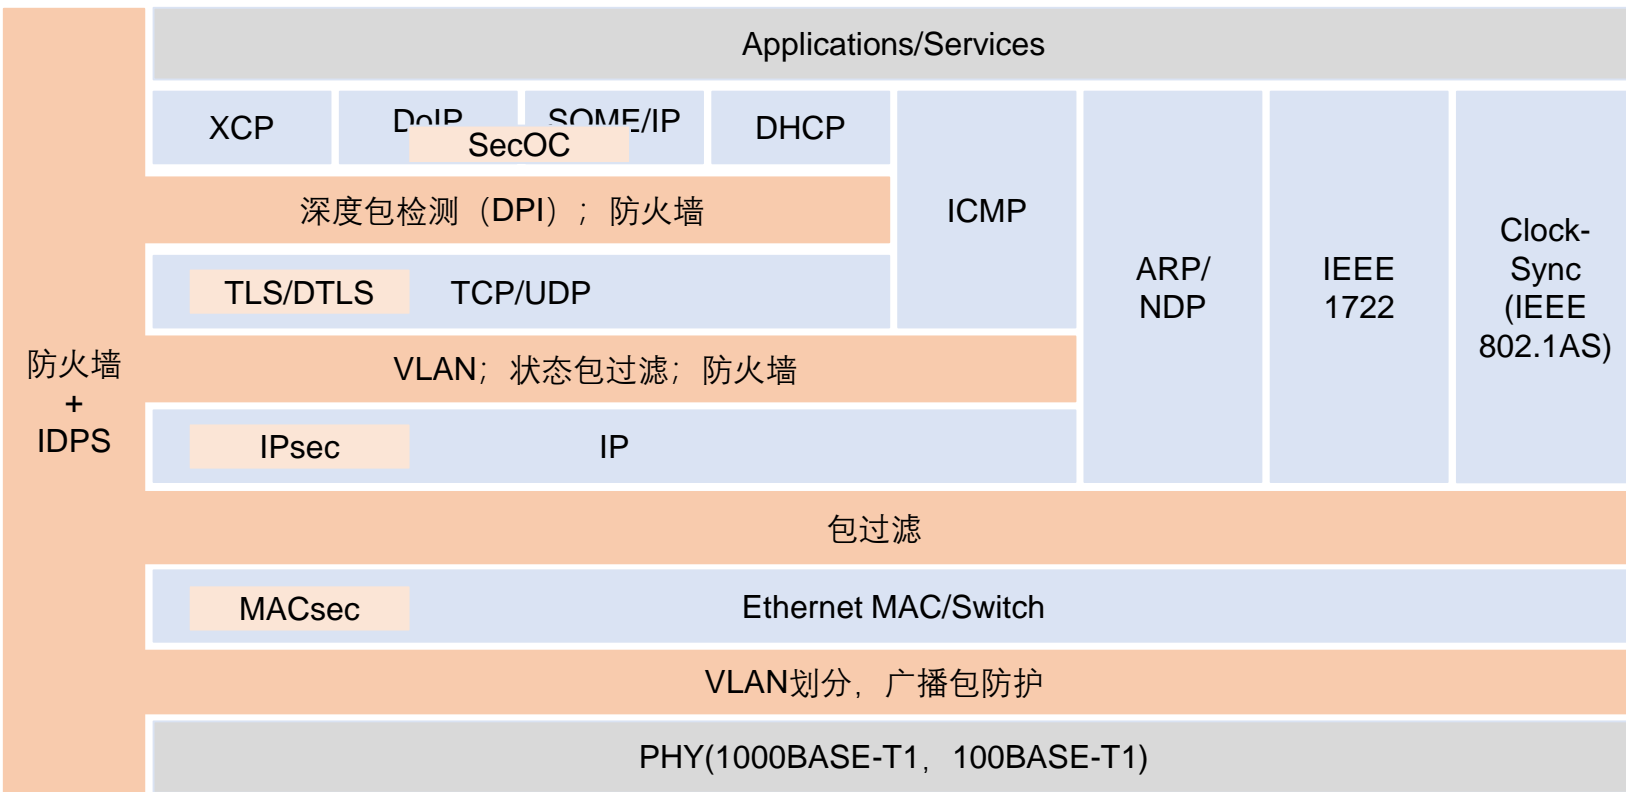 Applications/Services
XCP
DoIP
SOME/IP
DHCP
SecOC
深度包检测（DPI）；防火墙
ICMP
TLS/DTLS
TCP/UDP
ARP/
NDP
IEEE
1722
Clock-
Sync
(IEEE
802.1AS)
防火墙
+
IDPS
VLAN；状态包过滤；防火墙
IPsec
IP
包过滤
MACsec
Ethernet MAC/Switch
VLAN划分，广播包防护
PHY(1000BASE-T1，100BASE-T1)